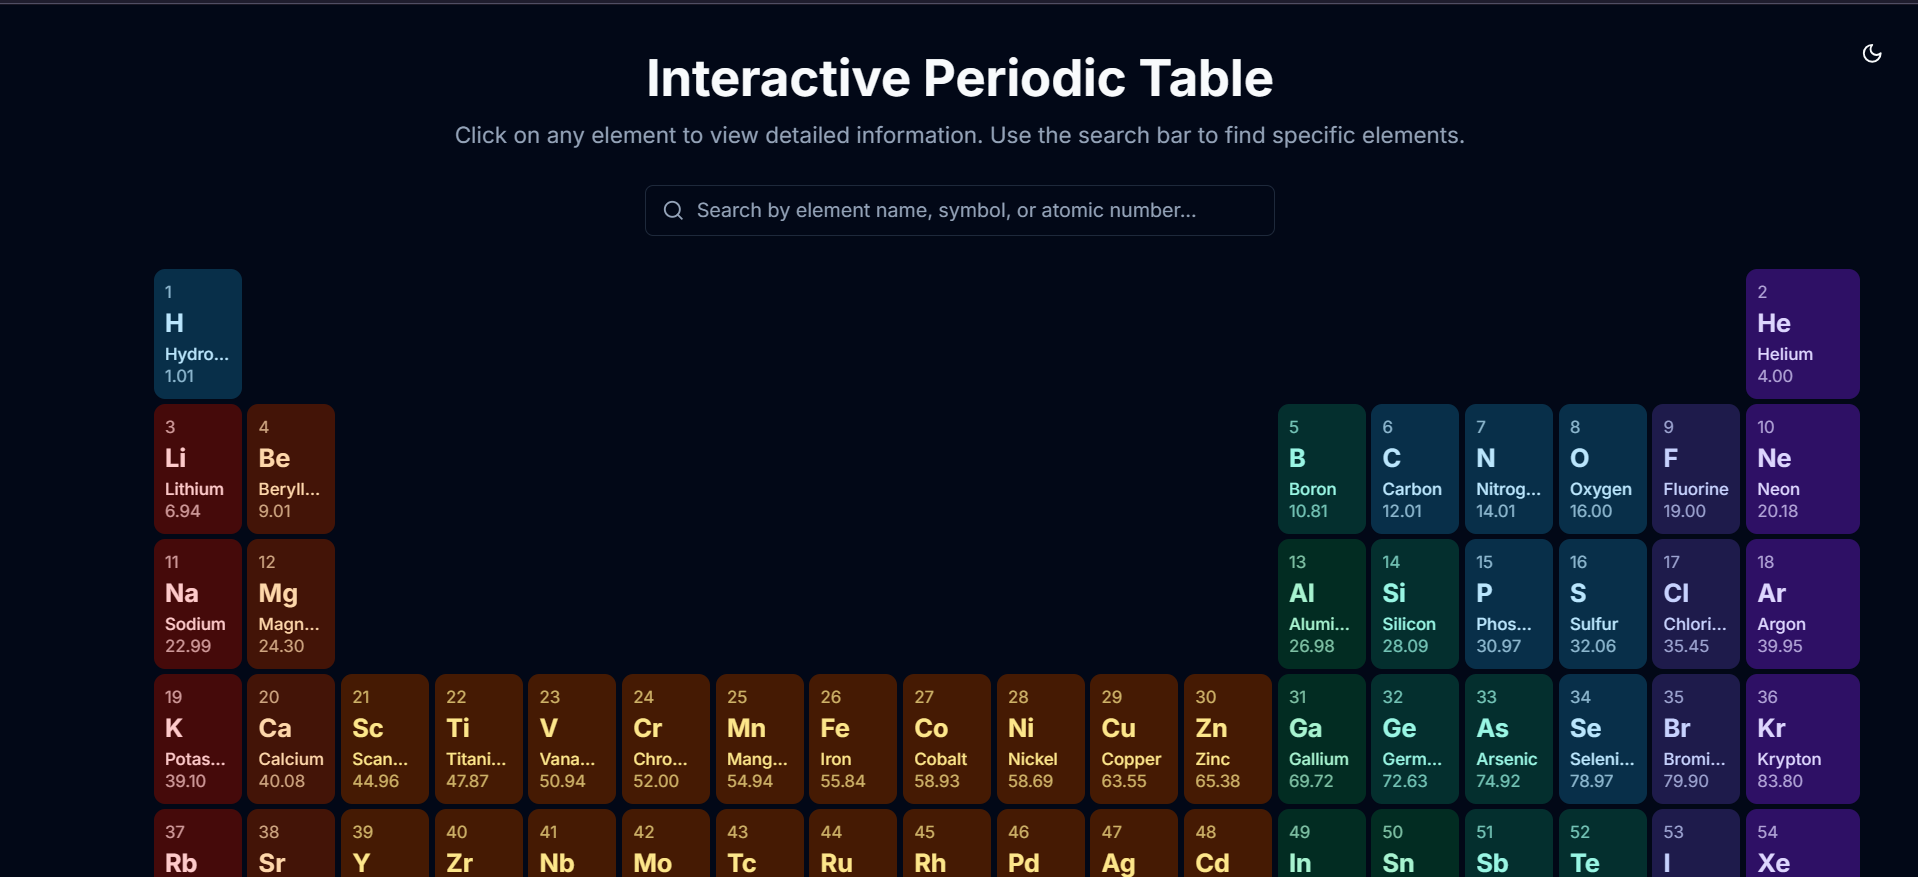 Interactive Periodic Table
Click on any element to view detailed information. Use the search bar to find specific elements.
Search by element name, symbol, or atomic number...
1 2
H He
Hydro... Helium
1.01 4.00
3 4 5 6 7 8 9 10
Li Be B C N O F Ne
Lithium Beryll... Boron Carbon Nitrog... Oxygen Fluorine Neon
6.94 9.01 10.81 12.01 14.01 16.00 19.00 20.18
11 12 13 14 15 16 17 18
Na Mg Al Si P S Cl Ar
Sodium Magn... Alumi... Silicon Phos... Sulfur Chlori... Argon
22.99 24.30 26.98 28.09 30.97 32.06 35.45 39.95
19 20 21 22 23 24 25 26 27 28 29 30 31 32 33 34 35 36
K Ca Sc Ti V Cr Mn Fe Co Ni Cu Zn Ga Ge As Se Br Kr
Potas... Calcium Scan... Titani... Vana... Chro... Mang... Iron Cobalt Nickel Copper Zinc Gallium Germ... Arsenic Seleni... Bromi... Krypton
39.10 40.08 44.96 47.87 50.94 52.00 54.94 55.84 58.93 58.69 63.55 65.38 69.72 72.63 74.92 78.97 79.90 83.80
37 38 39 40 41 42 43 44 45 46 47 48 49 50 51 52 53 54
Rb Sr Y Zr Nb Mo Tc Ru Rh Pd Ag Cd In Sn Sb Te I Xe